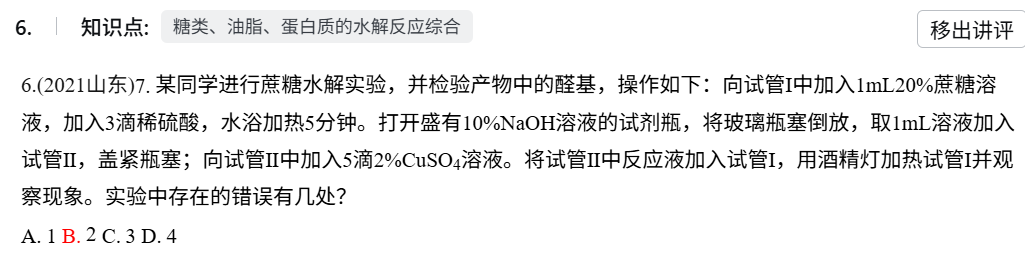 6. 知识点: 糖类、油脂、蛋白质的水解反应综合 移出讲评
6.(2021山东)7. 某同学进行蔗糖水解实验，并检验产物中的醛基，操作如下：向试管I中加入1mL20%蔗糖溶
液，加入3滴稀硫酸，水浴加热5分钟。打开盛有10%NaOH溶液的试剂瓶，将玻璃瓶塞倒放，取1mL溶液加入
试管II，盖紧瓶塞；向试管II中加入5滴2%CuSO₄溶液。将试管II中反应液加入试管I，用酒精灯加热试管I并观
察现象。实验中存在的错误有几处？
A. 1 B. 2 C. 3 D. 4